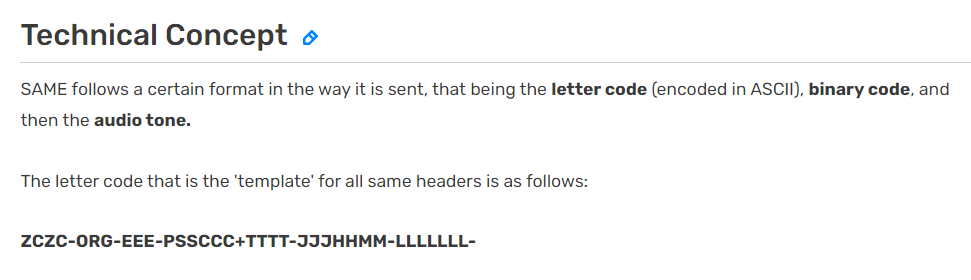 Technical Concept
SAME follows a certain format in the way it is sent, that being the letter code (encoded in ASCII), binary code, and
then the audio tone.
The letter code that is the 'template' for all same headers is as follows:
ZCZC-ORG-EEE-PSSCCC+TTTT-JJJHHMM-LLLLLLL-